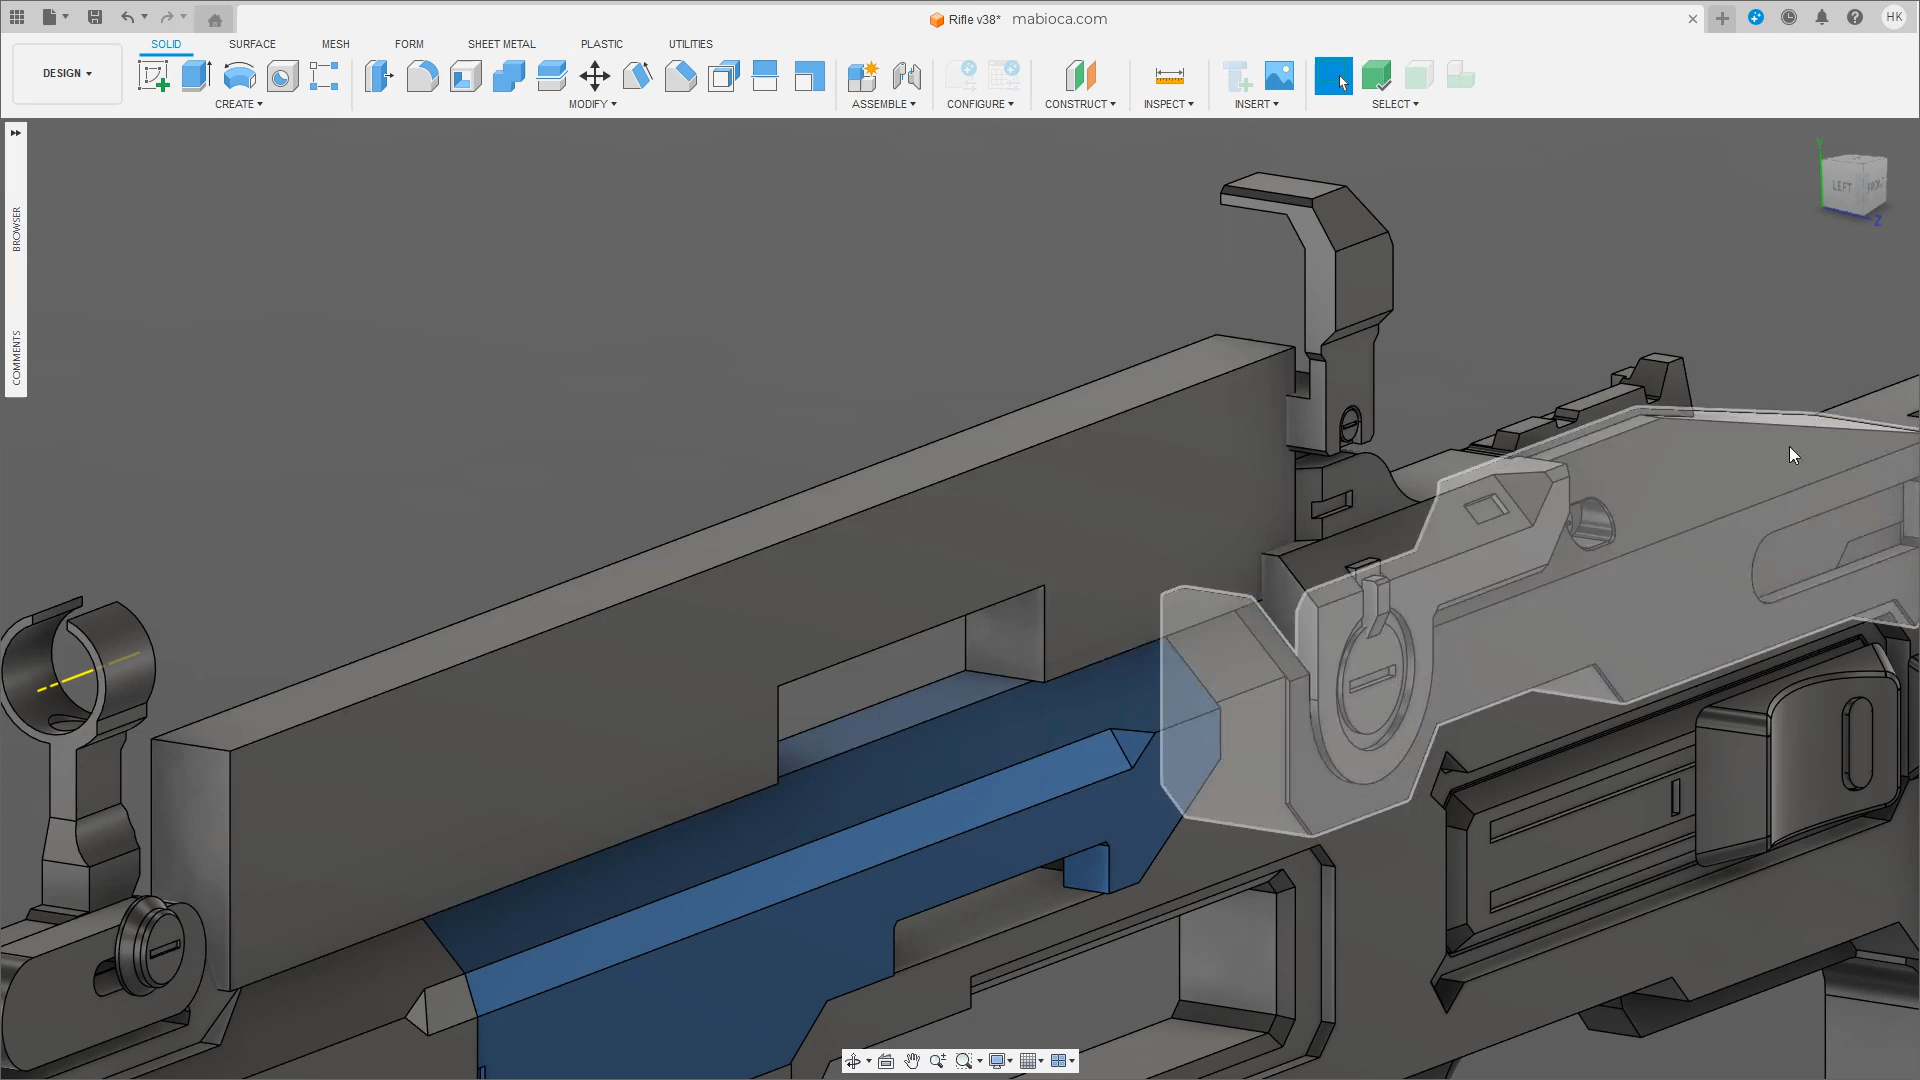 Rifle v38* mabioca.com
HK
SOLID SURFACE MESH FORM SHEET METAL PLASTIC UTILITIES
DESIGN
CREATE MODIFY ASSEMBLE CONFIGURE CONSTRUCT INSPECT INSERT SELECT
BROWSER
COMMENTS
Y
LEFT
Z